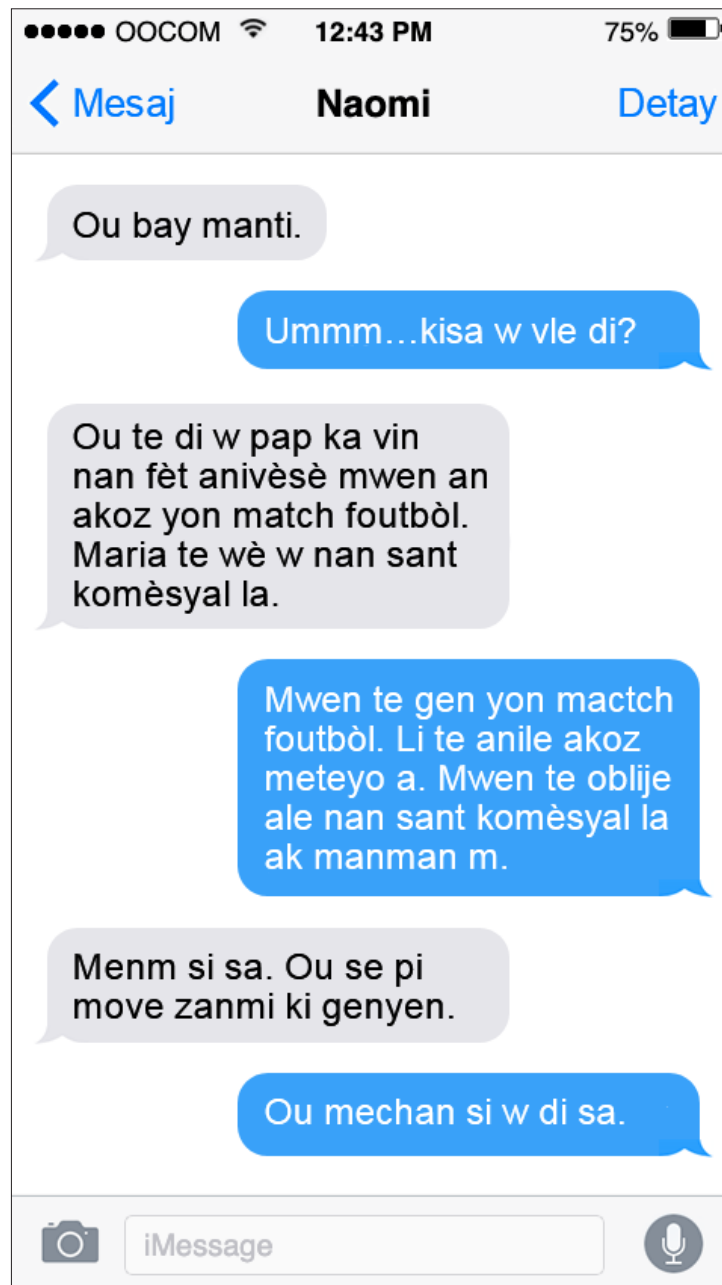 OOCOM 12:43 PM 75%
Mesaj Naomi Detay
Ou bay manti.
Ummm...kisa w vle di?
Ou te di w pap ka vin
nan fèt anivèsè mwen an
akoz yon match foutbòl.
Maria te wè w nan sant
komèsyal la.
Mwen te gen yon mactch
foutbòl. Li te anile akoz
meteyo a. Mwen te oblije
ale nan sant komèsyal la
ak manman m.
Menm si sa. Ou se pi
move zanmi ki genyen.
Ou mechan si w di sa.
iMessage